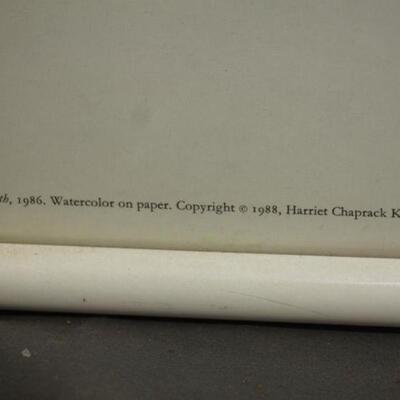 th, 1986. Watercolor on paper. Copyright © 1988, Harriet Chaprack K